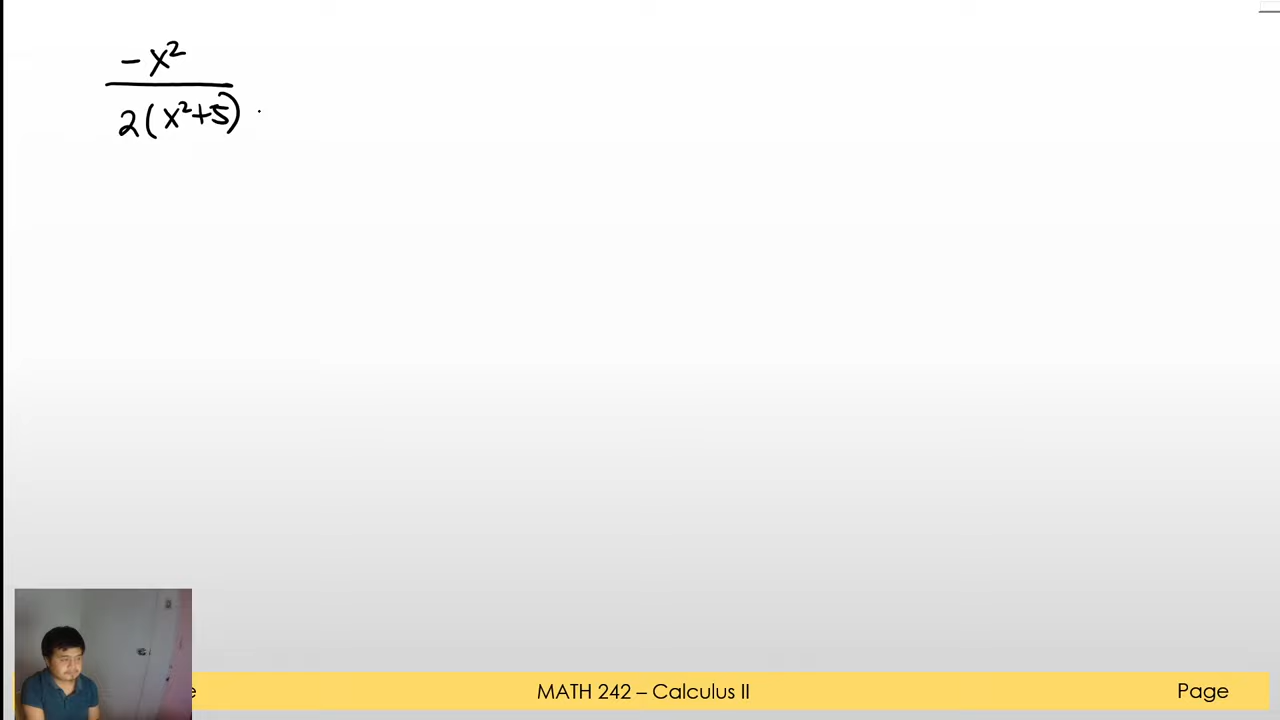 -x²
2(x²+5)
e MATH 242 – Calculus II Page